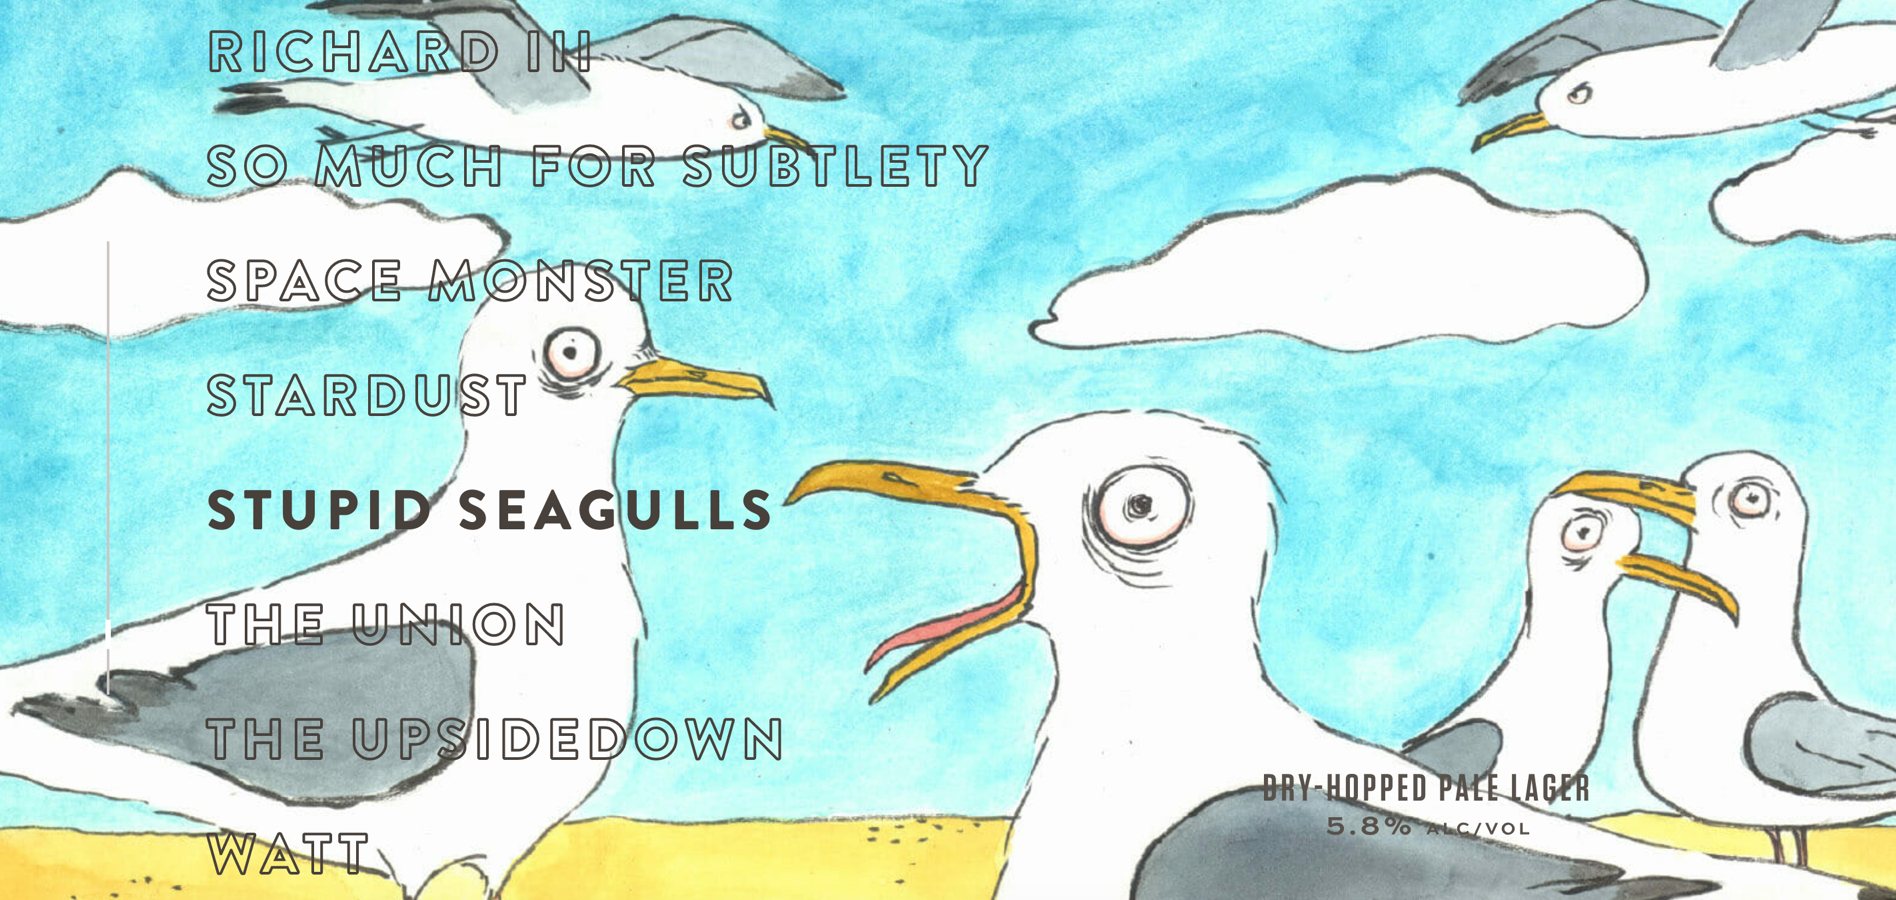 RICHARD III
SO MUCH FOR SUBTLETY
SPACE MONSTER
STARDUST
STUPID SEAGULLS
THE UNION
THE UPSIDEDOWN
WATT
DRY-HOPPED PALE LAGER
5.8% ALC/VOL